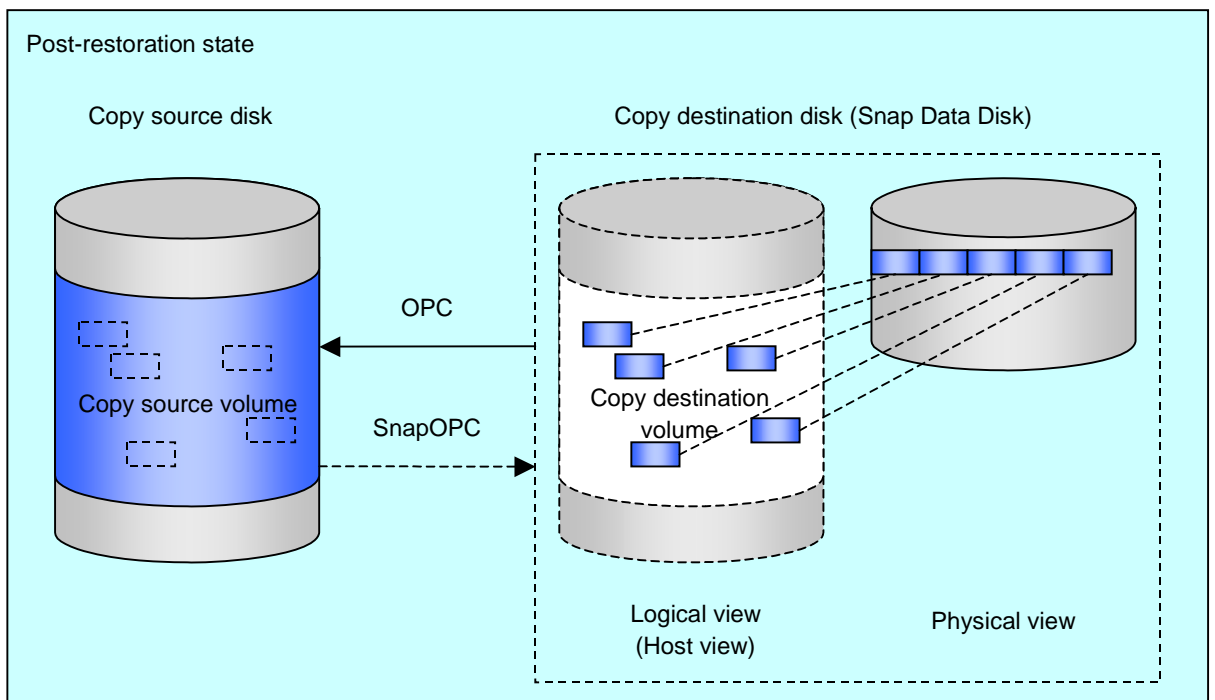 Post-restoration state
Copy source disk
Copy destination disk (Snap Data Disk)
OPC
Copy source volume
SnapOPC
Copy destination
volume
Logical view
(Host view)
Physical view